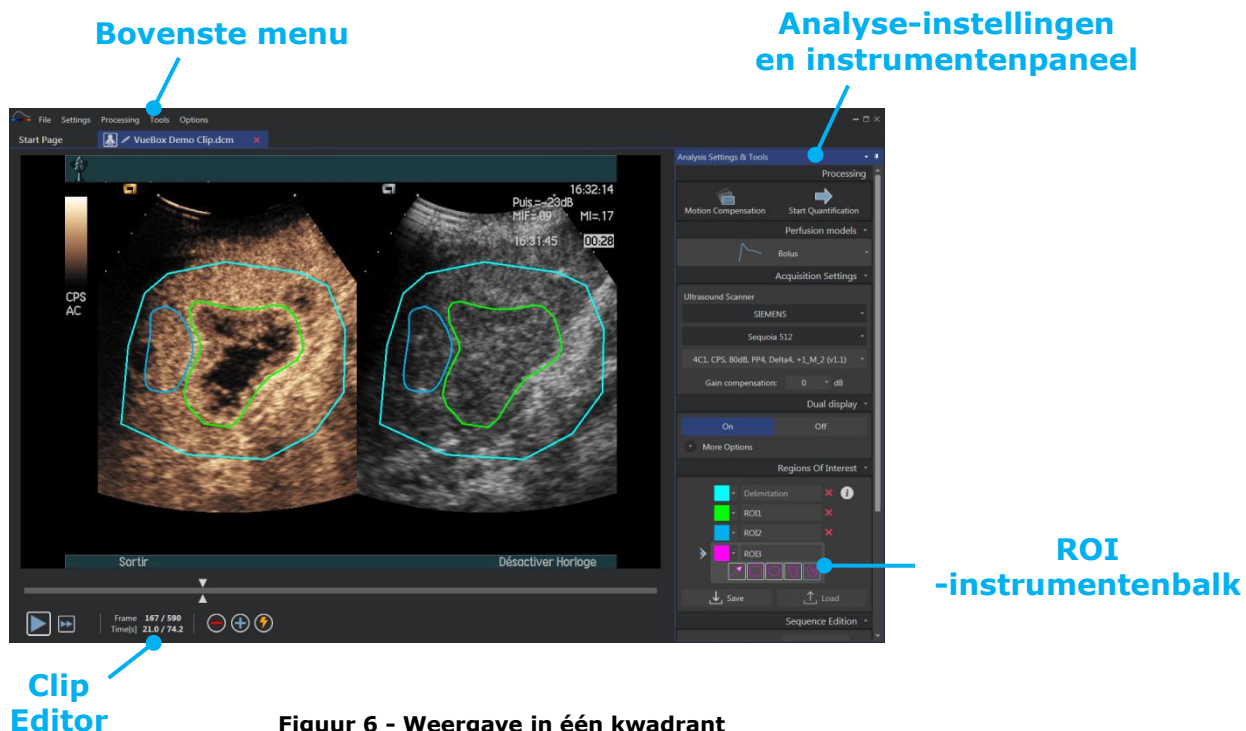 Bovenste menu
Analyse-instellingen
en instrumentenpaneel
File Settings Processing Tools Options
Start Page VueBox Demo Clip.dcm
Analysis Settings & Tools
Processing
Motion Compensation Start Quantification
Perfusion models
Bolus
Acquisition Settings
Ultrasound Scanner
SIEMENS
Sequoia 512
4C1, CPS, 80dB, PP4, Delta4, +1_M_2 (v1.1)
Gain compensation: 0 dB
Dual display
On Off
More Options
Regions Of Interest
Delimitation
ROI1
ROI2
ROI3
Save Load
Sequence Edition
16:32:14
Puis.=-23dB
MIF=.09 MI=.17
16:31:45 00:28
CPS
AC
Sortir Désactiver Horloge
Frame 167 / 590
Time[s] 21.0 / 74.2
ROI
-instrumentenbalk
Clip
Editor
Figuur 6 - Weergave in één kwadrant